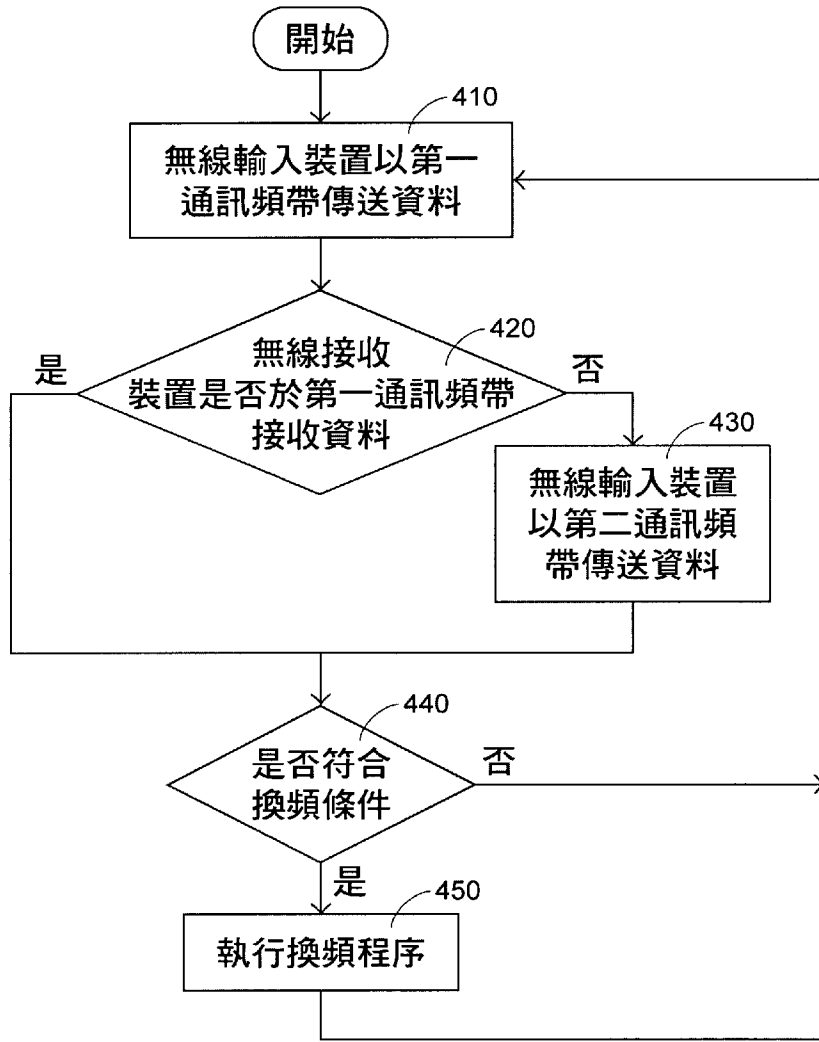 開始
410
無線輸入裝置以第一
通訊頻帶傳送資料
420
是
無線接收
裝置是否於第一通訊頻帶
接收資料
否
430
無線輸入裝置
以第二通訊頻
帶傳送資料
440
是否符合
換頻條件
否
是
450
執行換頻程序